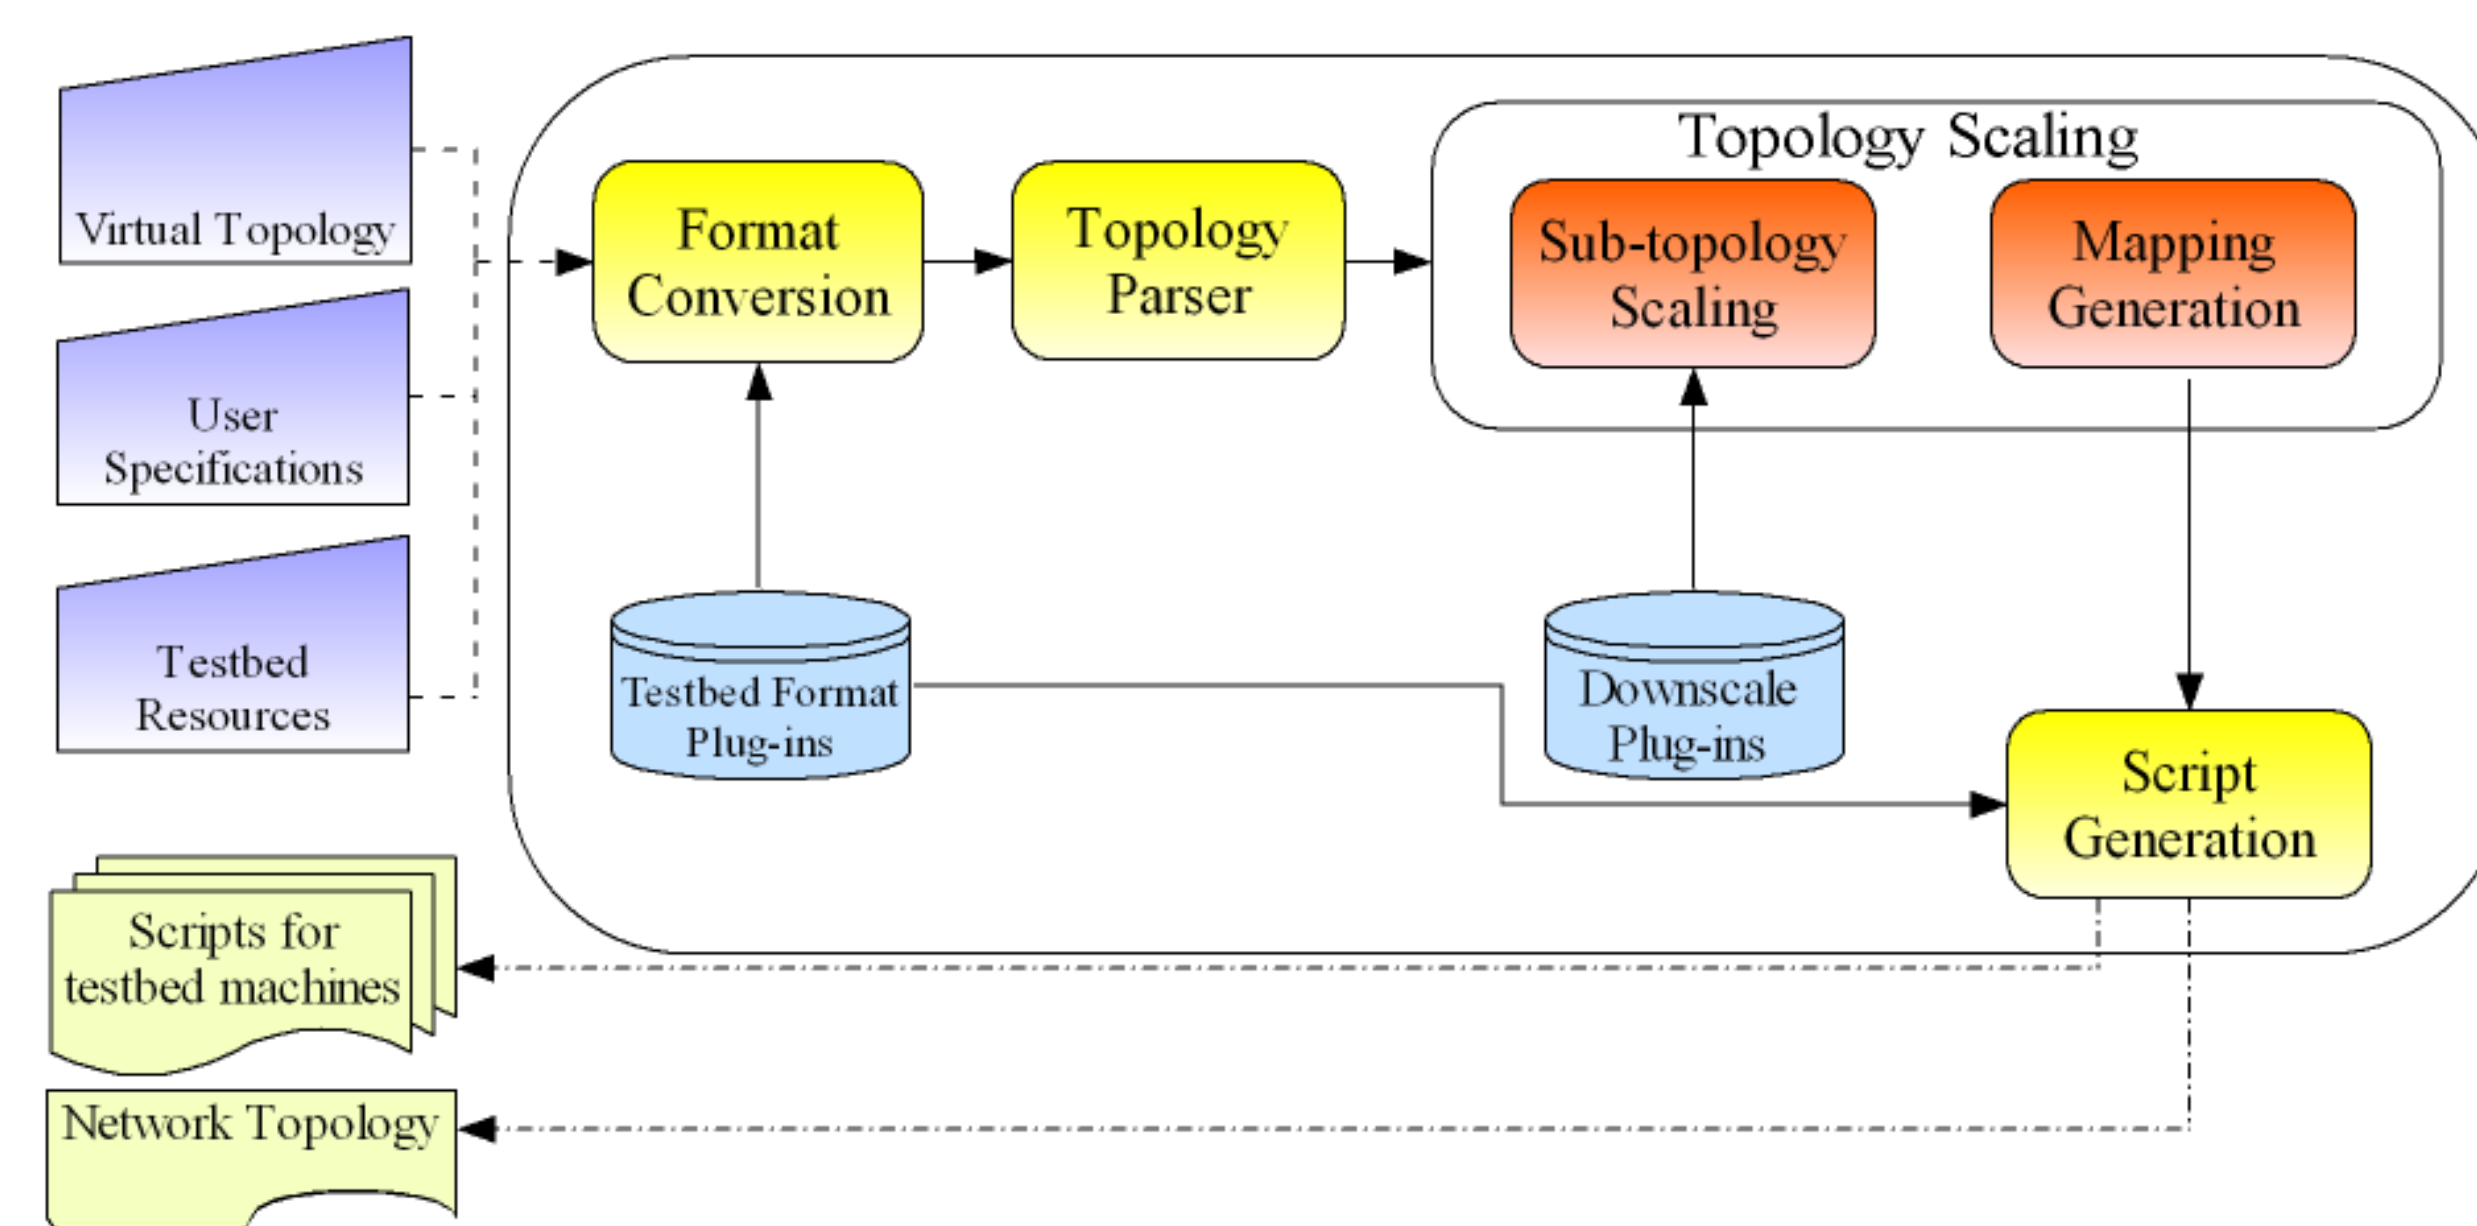 Virtual Topology
User
Specifications
Testbed
Resources
Format
Conversion
Topology
Parser
Topology Scaling
Sub-topology
Scaling
Mapping
Generation
Testbed Format
Plug-ins
Downscale
Plug-ins
Script
Generation
Scripts for
testbed machines
Network Topology